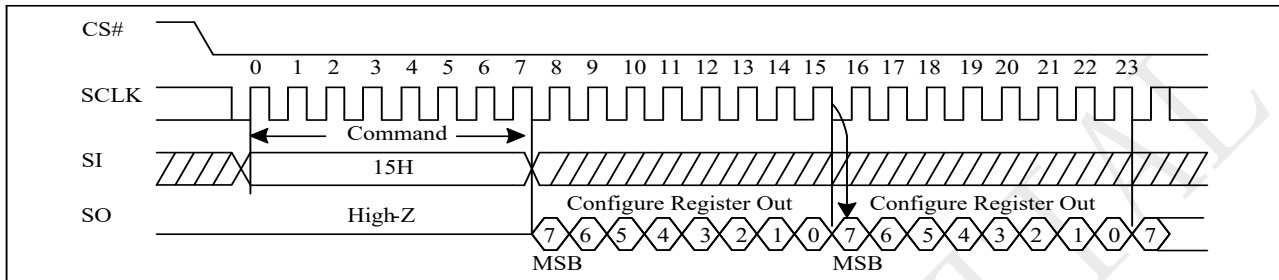 CS#
0 1 2 3 4 5 6 7 8 9 10 11 12 13 14 15 16 17 18 19 20 21 22 23
SCLK
Command
SI
15H
Configure Register Out Configure Register Out
SO
High-Z
7 6 5 4 3 2 1 0 7 6 5 4 3 2 1 0 7
MSB MSB
TIAL